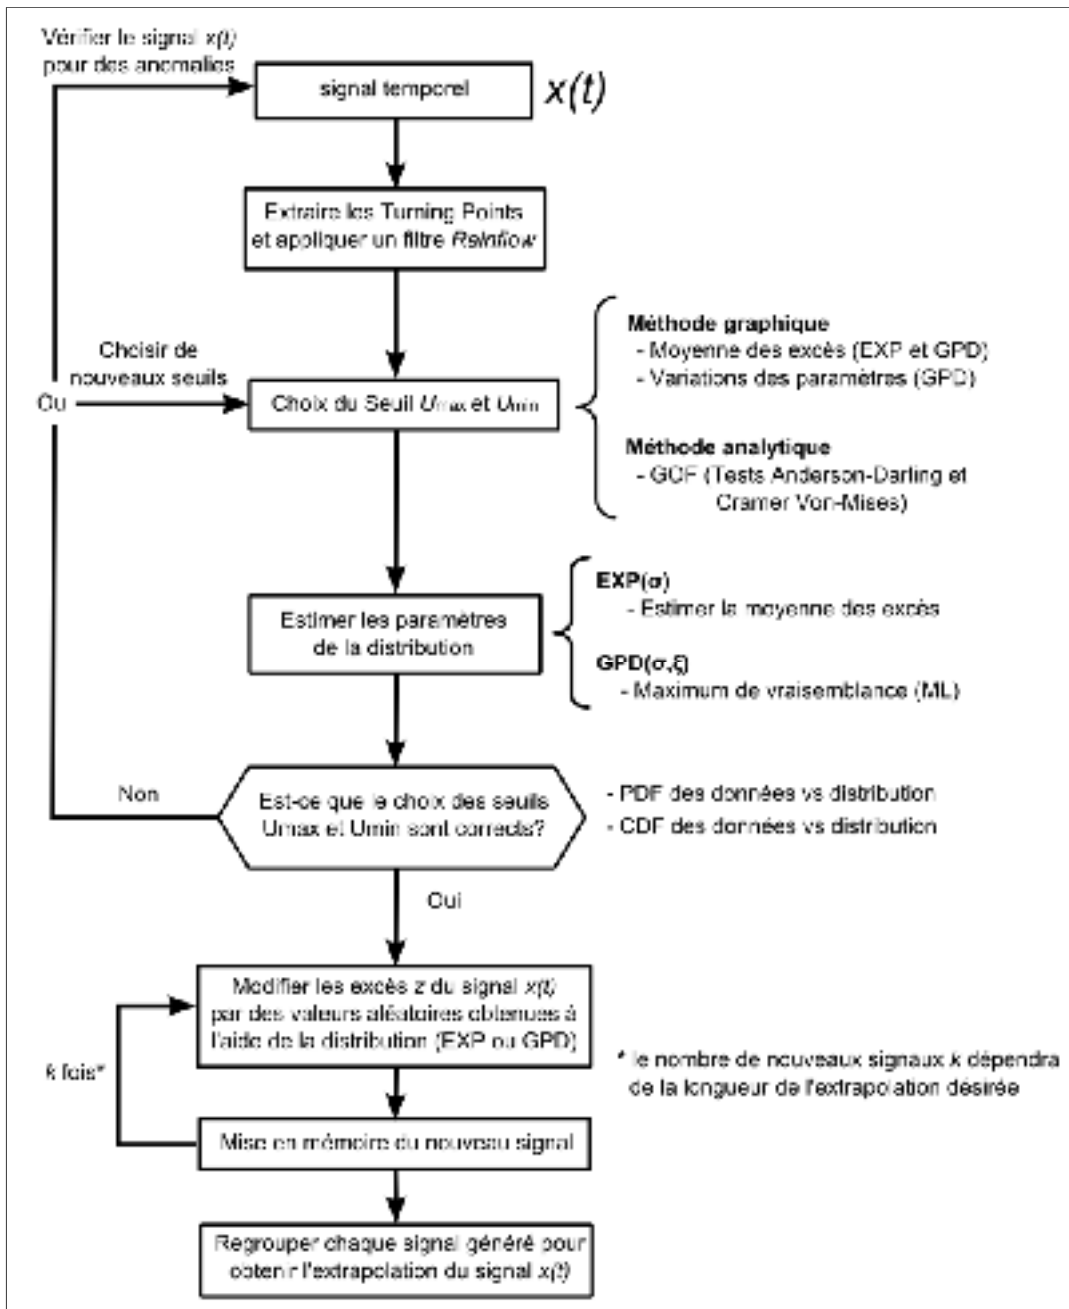 Vérifier le signal x(t)
pour des anomalies
signal temporel
x(t)
Extraire les Turning Points
et appliquer un filtre Rainflow
Méthode graphique
- Moyenne des excès (EXP et GPD)
- Variations des paramètres (GPD)
Choisir de
nouveaux seuils
Ou
Choix du Seuil Umax et Umin
Méthode analytique
- GOF (Tests Anderson-Darling et
Cramer Von-Mises)
EXP(σ)
- Estimer la moyenne des excès
Estimer les paramètres
de la distribution
GPD(σ,ξ)
- Maximum de vraisemblance (ML)
Non
Est-ce que le choix des seuils
Umax et Umin sont corrects?
- PDF des données vs distribution
- CDF des données vs distribution
Oui
Modifier les excès z du signal x(t)
par des valeurs aléatoires obtenues à
l'aide de la distribution (EXP ou GPD)
k fois*
* le nombre de nouveaux signaux k dépendra
de la longueur de l'extrapolation désirée
Mise en mémoire du nouveau signal
Regrouper chaque signal généré pour
obtenir l'extrapolation du signal x(t)